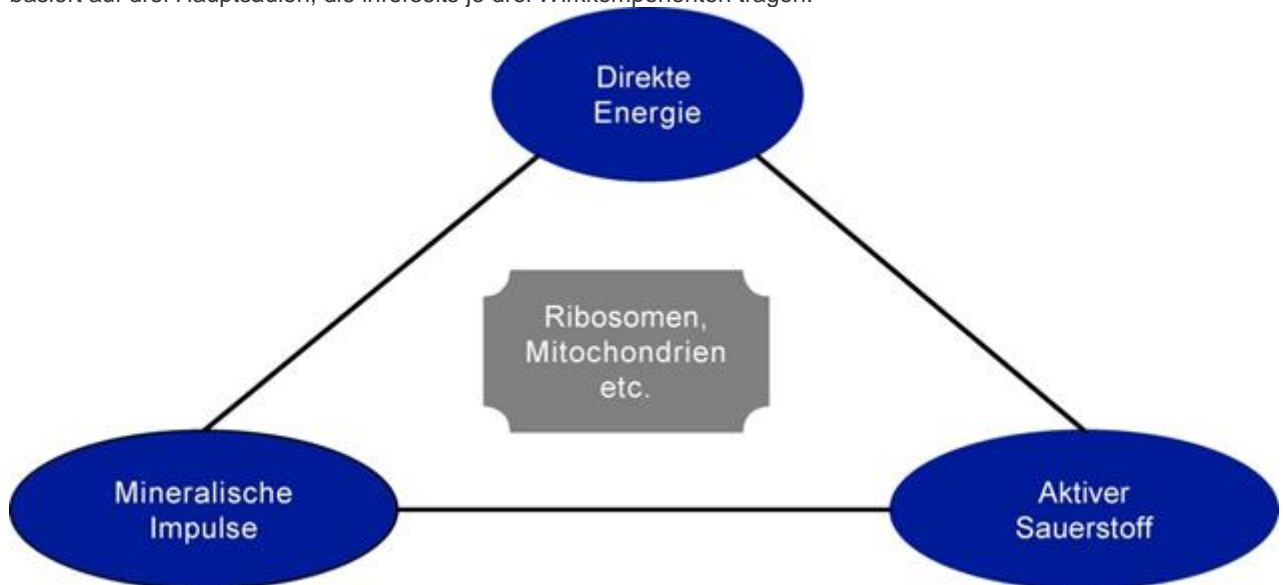 basiert auf drei Hauptsäulen, die ihrerseits je drei Wirkkomponenten tragen.
Direkte
Energie
Ribosomen,
Mitochondrien
etc.
Mineralische
Impulse
Aktiver
Sauerstoff